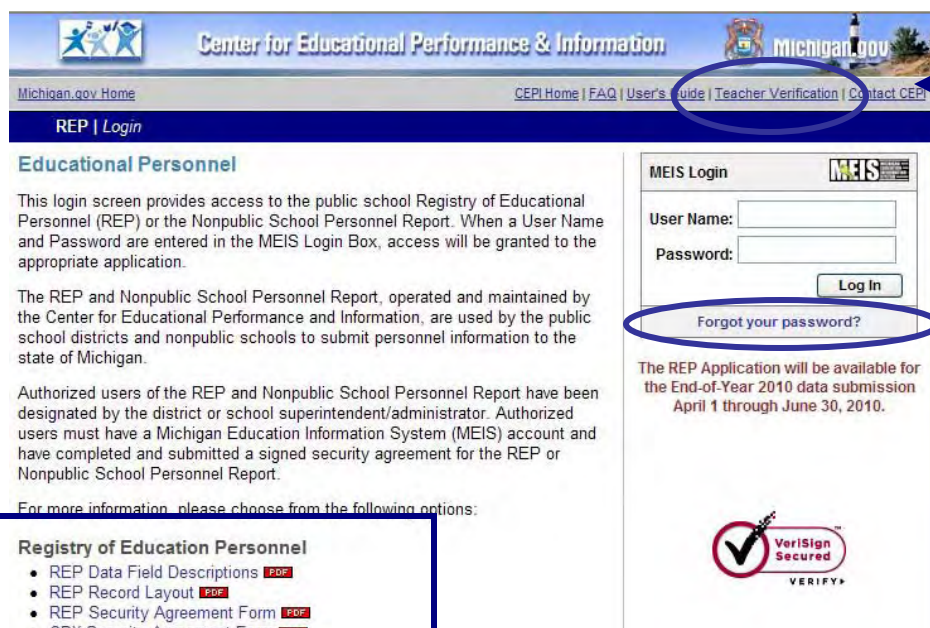 Center for Educational Performance & Information
Michigan.gov
Michigan.gov Home
CEPI Home | FAQ | User's Guide | Teacher Verification | Contact CEPI
REP | Login
Educational Personnel
This login screen provides access to the public school Registry of Educational
Personnel (REP) or the Nonpublic School Personnel Report. When a User Name
and Password are entered in the MEIS Login Box, access will be granted to the
appropriate application.
The REP and Nonpublic School Personnel Report, operated and maintained by
the Center for Educational Performance and Information, are used by the public
school districts and nonpublic schools to submit personnel information to the
state of Michigan.
Authorized users of the REP and Nonpublic School Personnel Report have been
designated by the district or school superintendent/administrator. Authorized
users must have a Michigan Education Information System (MEIS) account and
have completed and submitted a signed security agreement for the REP or
Nonpublic School Personnel Report.
For more information, please choose from the following options:
Registry of Education Personnel
• REP Data Field Descriptions PDF
• REP Record Layout PDF
• REP Security Agreement Form PDF
MEIS Login
MEIS
User Name:
Password:
Log In
Forgot your password?
The REP Application will be available for
the End-of-Year 2010 data submission
April 1 through June 30, 2010.
VeriSign
Secured
VERIFY